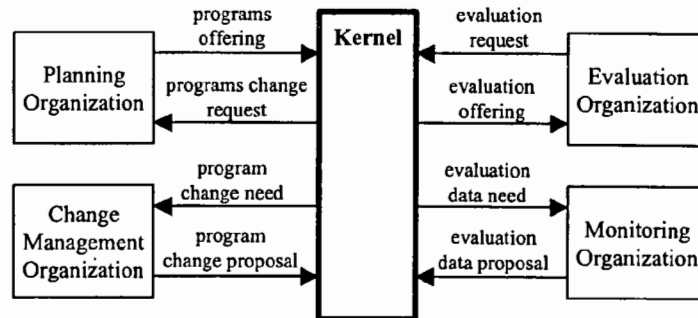 programs
offering
Planning
Organization
programs change
request
Kernel
evaluation
request
evaluation
offering
Evaluation
Organization
program
change need
Change
Management
Organization
program
change proposal
evaluation
data need
evaluation
data proposal
Monitoring
Organization